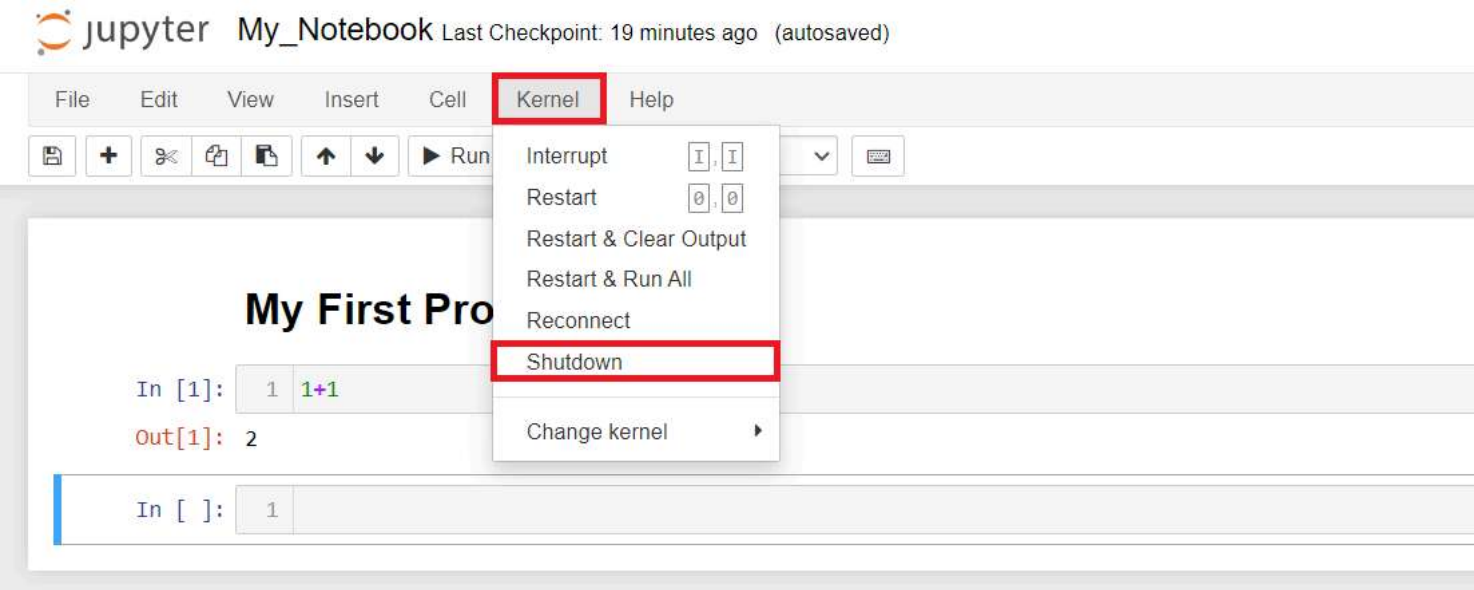 jupyter My_Notebook Last Checkpoint: 19 minutes ago (autosaved)
File Edit View Insert Cell Kernel Help
Run
Interrupt I,I
Restart 0,0
Restart & Clear Output
Restart & Run All
Reconnect
Shutdown
Change kernel
My First Pro
In [1]: 1 1+1
Out[1]: 2
In [ ]: 1